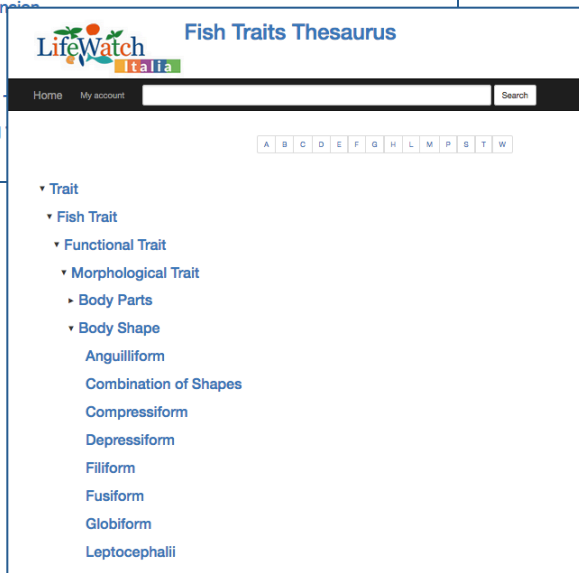 Fish Traits Thesaurus
LifeWatch
Italia
Home My account Search
A B C D E F G H L M P S T W
Trait
Fish Trait
Functional Trait
Morphological Trait
Body Parts
Body Shape
Anguilliform
Combination of Shapes
Compressiform
Depressiform
Filiform
Fusiform
Globiform
Leptocephalii